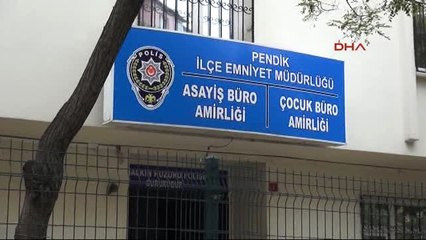 DHA
POLİS
PENDİK
İLÇE EMNİYET MÜDÜRLÜĞÜ
ASAYİŞ BÜRO
AMİRLİĞİ
ÇOCUK BÜRO
AMİRLİĞİ